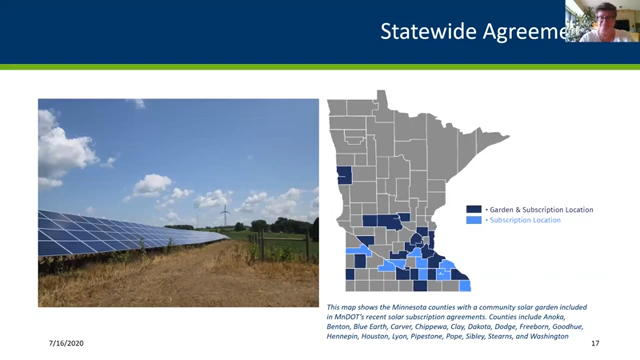 Statewide Agreem
• Garden & Subscription Location
• Subscription Location
This map shows the Minnesota counties with a community solar garden included
in MnDOT's recent solar subscription agreements. Counties include Anoka,
Benton, Blue Earth, Carver, Chippewa, Clay, Dakota, Dodge, Freeborn, Goodhue,
Hennepin, Houston, Lyon, Pipestone, Pope, Sibley, Stearns, and Washington
7/16/2020
17